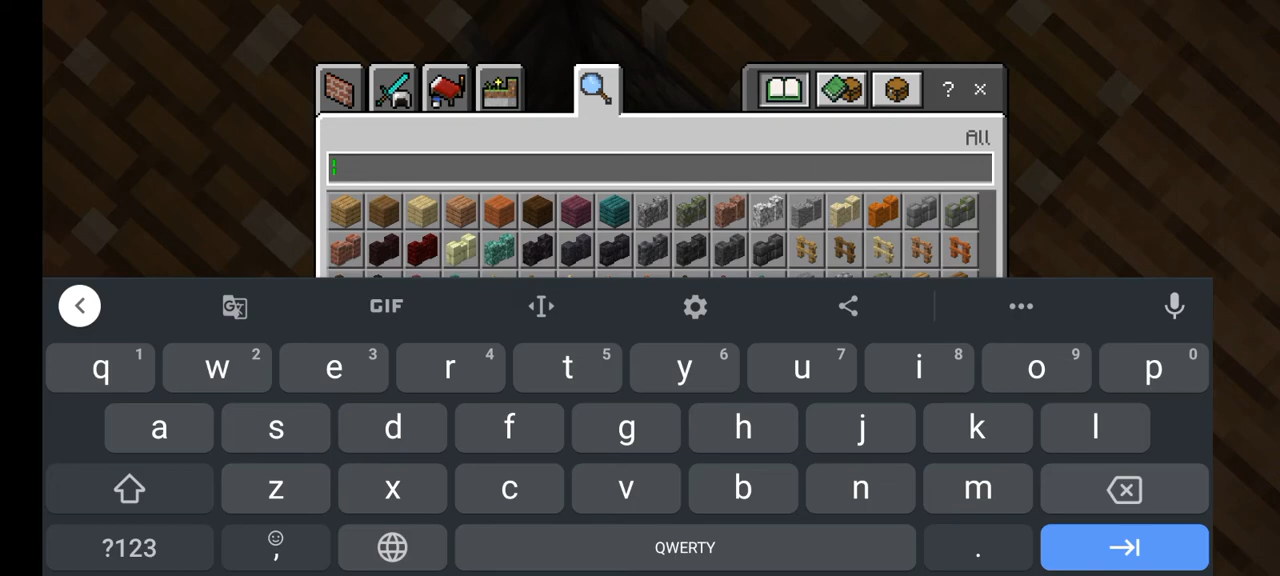 ? ×
All
GIF
q 1 w 2 e 3 r 4 t 5 y 6 u 7 i 8 o 9 p 0
a s d f g h j k l
z x c v b n m
?123 , QWERTY .